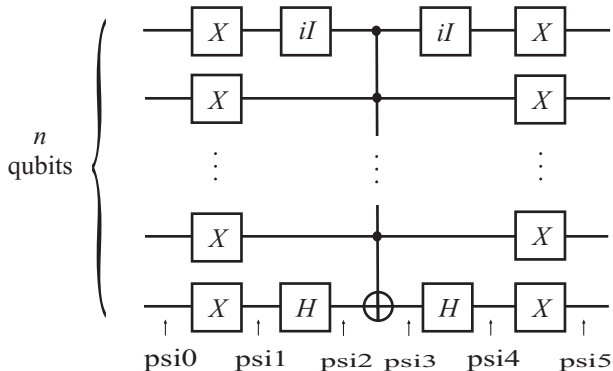 X iI iI X
X X
n
qubits
X X
X H H X
psi0 psi1 psi2 psi3 psi4 psi5